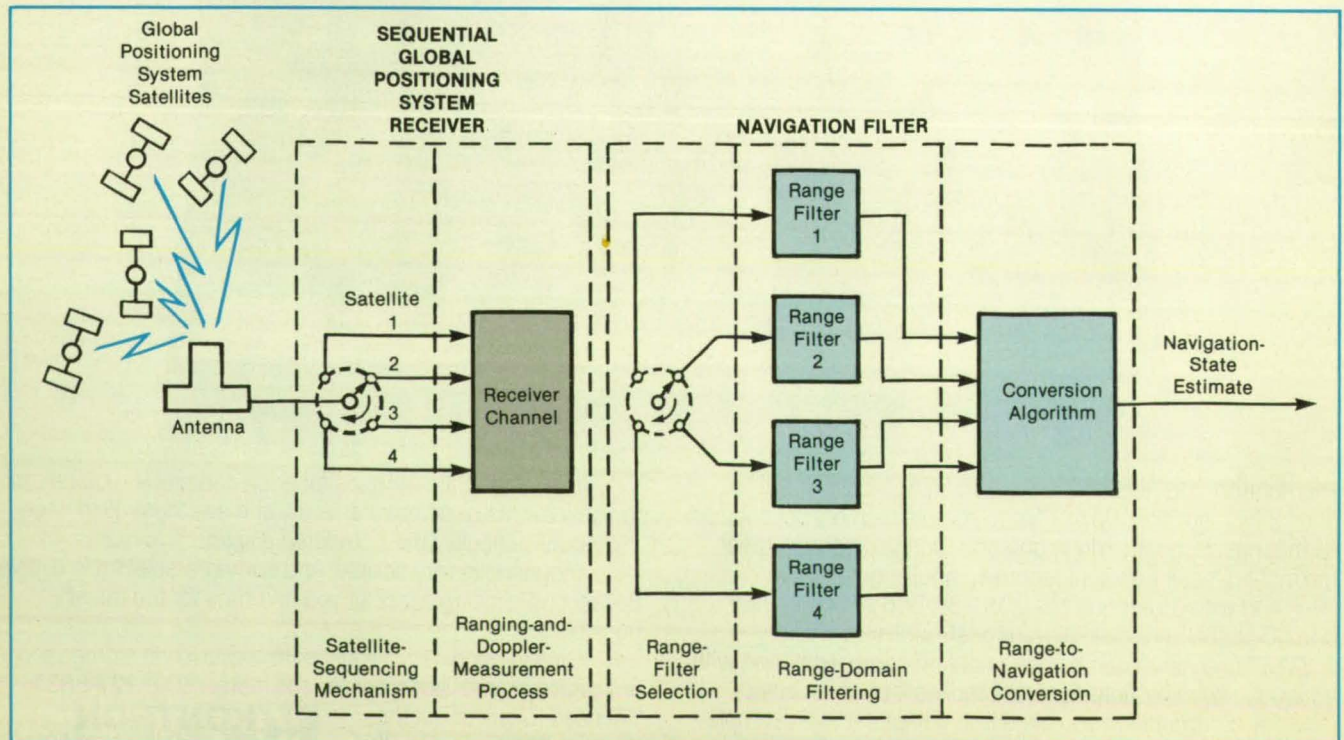 Global
Positioning
System
Satellites
SEQUENTIAL
GLOBAL
POSITIONING
SYSTEM
RECEIVER
NAVIGATION FILTER
Antenna
Satellite
1
2
3
4
Receiver
Channel
Range
Filter
1
Range
Filter
2
Range
Filter
3
Range
Filter
4
Conversion
Algorithm
Navigation-
State
Estimate
Satellite-
Sequencing
Mechanism
Ranging-and-
Doppler-
Measurement
Process
Range-
Filter
Selection
Range-Domain
Filtering
Range-to-
Navigation
Conversion